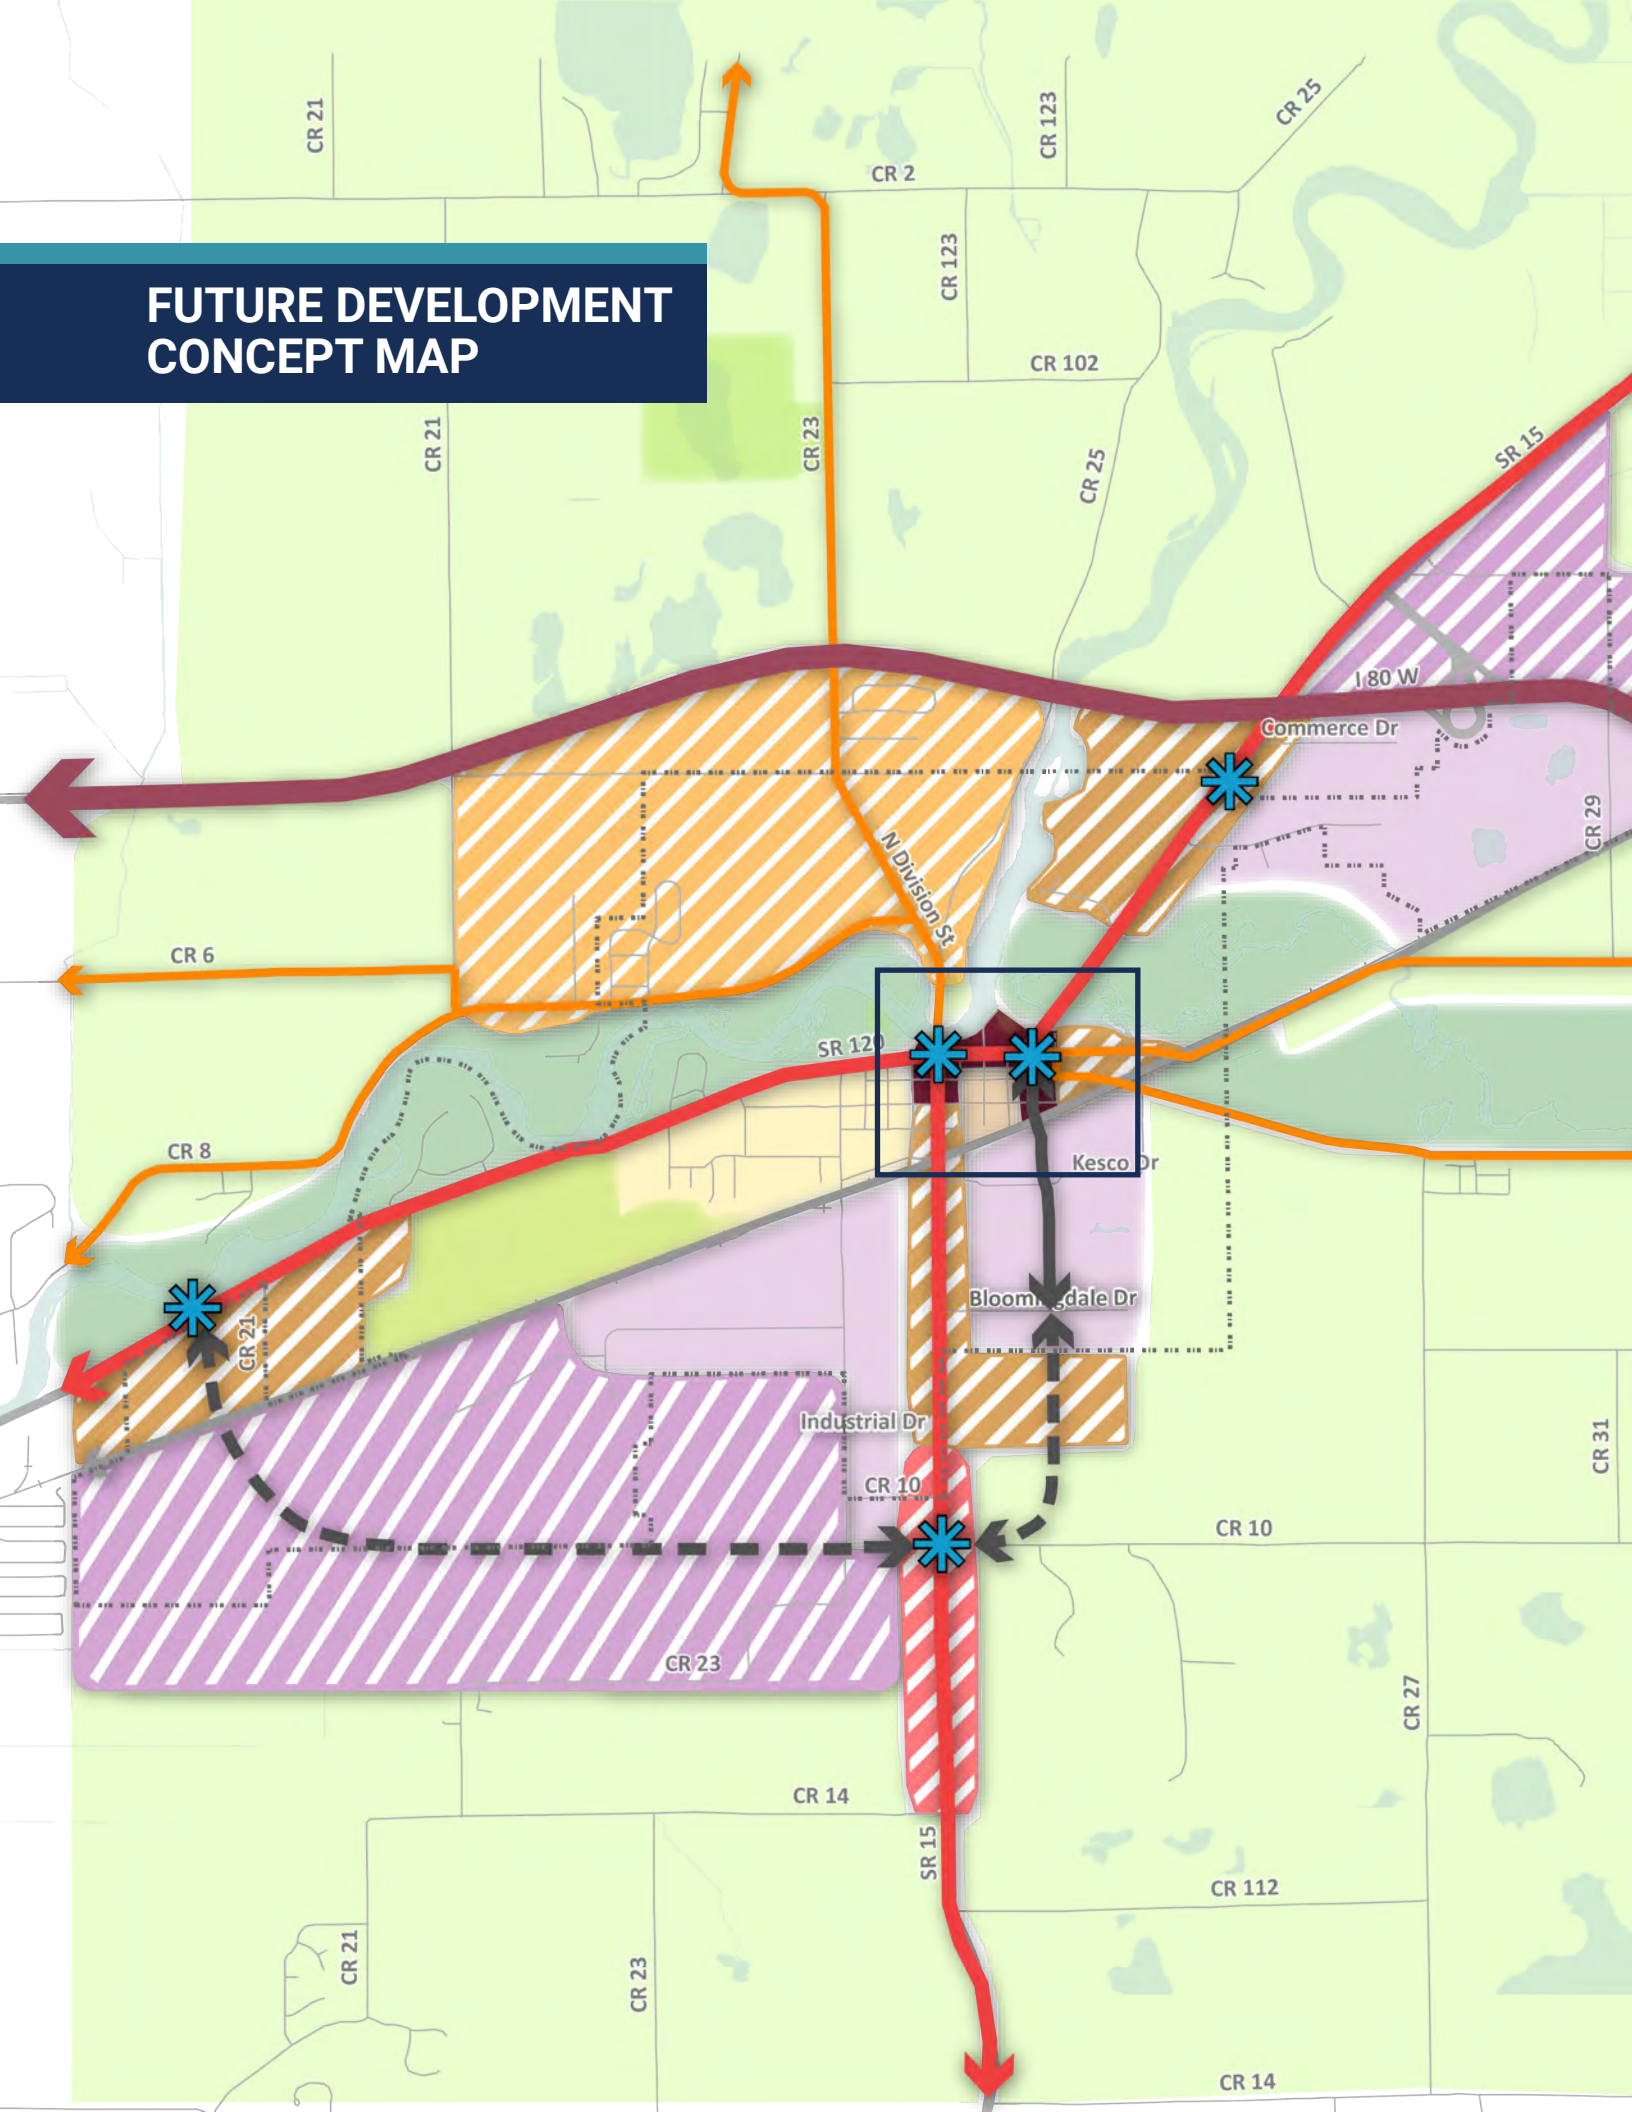 CR 21
CR 123
CR 25
CR 2
CR 123
FUTURE DEVELOPMENT
CONCEPT MAP
CR 102
CR 21
CR 23
CR 25
SR 15
I 80 W
Commerce Dr
CR 29
N Division St
CR 6
SR 120
CR 8
Kesco Dr
Bloomingdale Dr
CR 21
Industrial Dr
CR 31
CR 10
CR 10
CR 23
CR 27
CR 14
SR 15
CR 112
CR 21
CR 23
CR 14